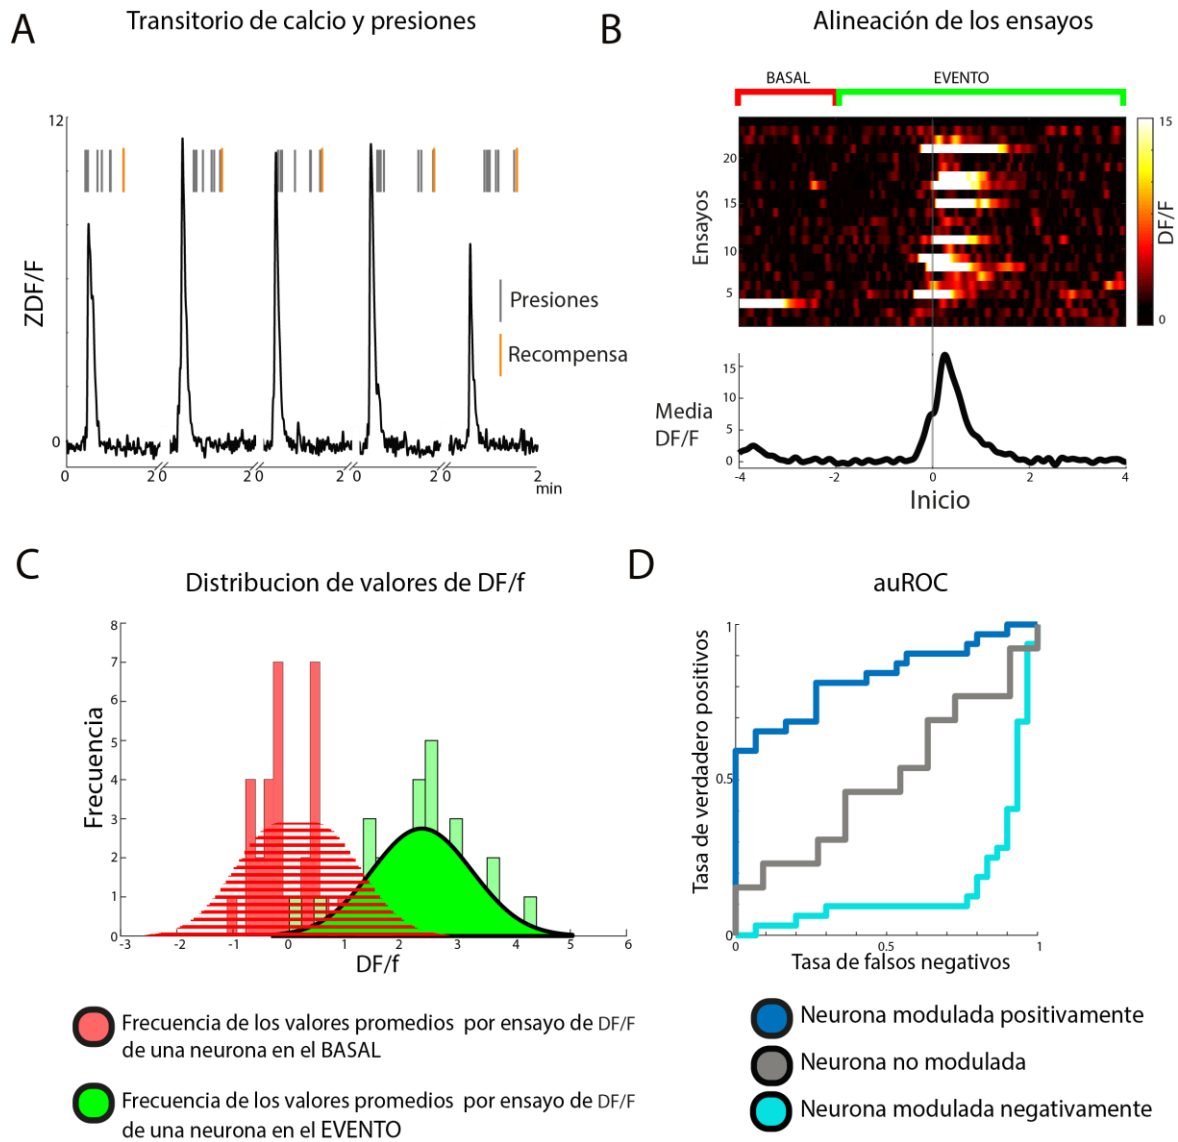 A
Transitorio de calcio y presiones
12
ZDF/F
0
Presiones
Recompensa
0 2 0 2 0 2 0 2 0 2
min
B
Alineación de los ensayos
BASAL EVENTO
20
15
10
5
Ensayos
15
DF/F
0
15
10
5
0
Media
DF/F
-4 -2 0 2 4
Inicio
C
Distribucion de valores de DF/f
8
7
6
5
4
3
2
1
0
Frecuencia
-3 -2 -1 0 1 2 3 4 5 6
DF/f
Frecuencia de los valores promedios por ensayo de DF/F
de una neurona en el BASAL
Frecuencia de los valores promedios por ensayo de DF/F
de una neurona en el EVENTO
D
auROC
1
0.5
0
Tasa de verdadero positivos
0 0.5 1
Tasa de falsos negativos
Neurona modulada positivamente
Neurona no modulada
Neurona modulada negativamente